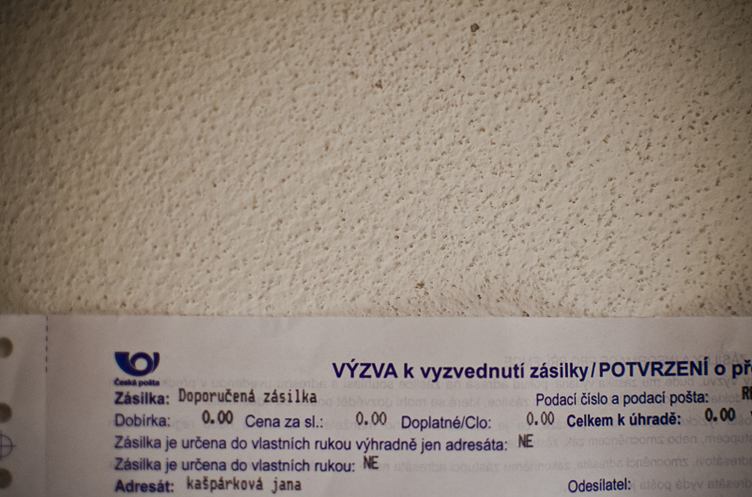 VÝZVA k vyzvednutí zásilky/POTVRZENÍ o
Česká pošta
Zásilka: Doporučená zásilka Podací číslo a podací pošta:
Dobírka: 0.00 Cena za sl.: 0.00 Doplatné/Clo: 0.00 Celkem k úhradě: 0.00
Zásilka je určena do vlastních rukou výhradně jen adresáta: NE
Zásilka je určena do vlastních rukou: NE
Adresát: kašpárková jana Odesílatel: